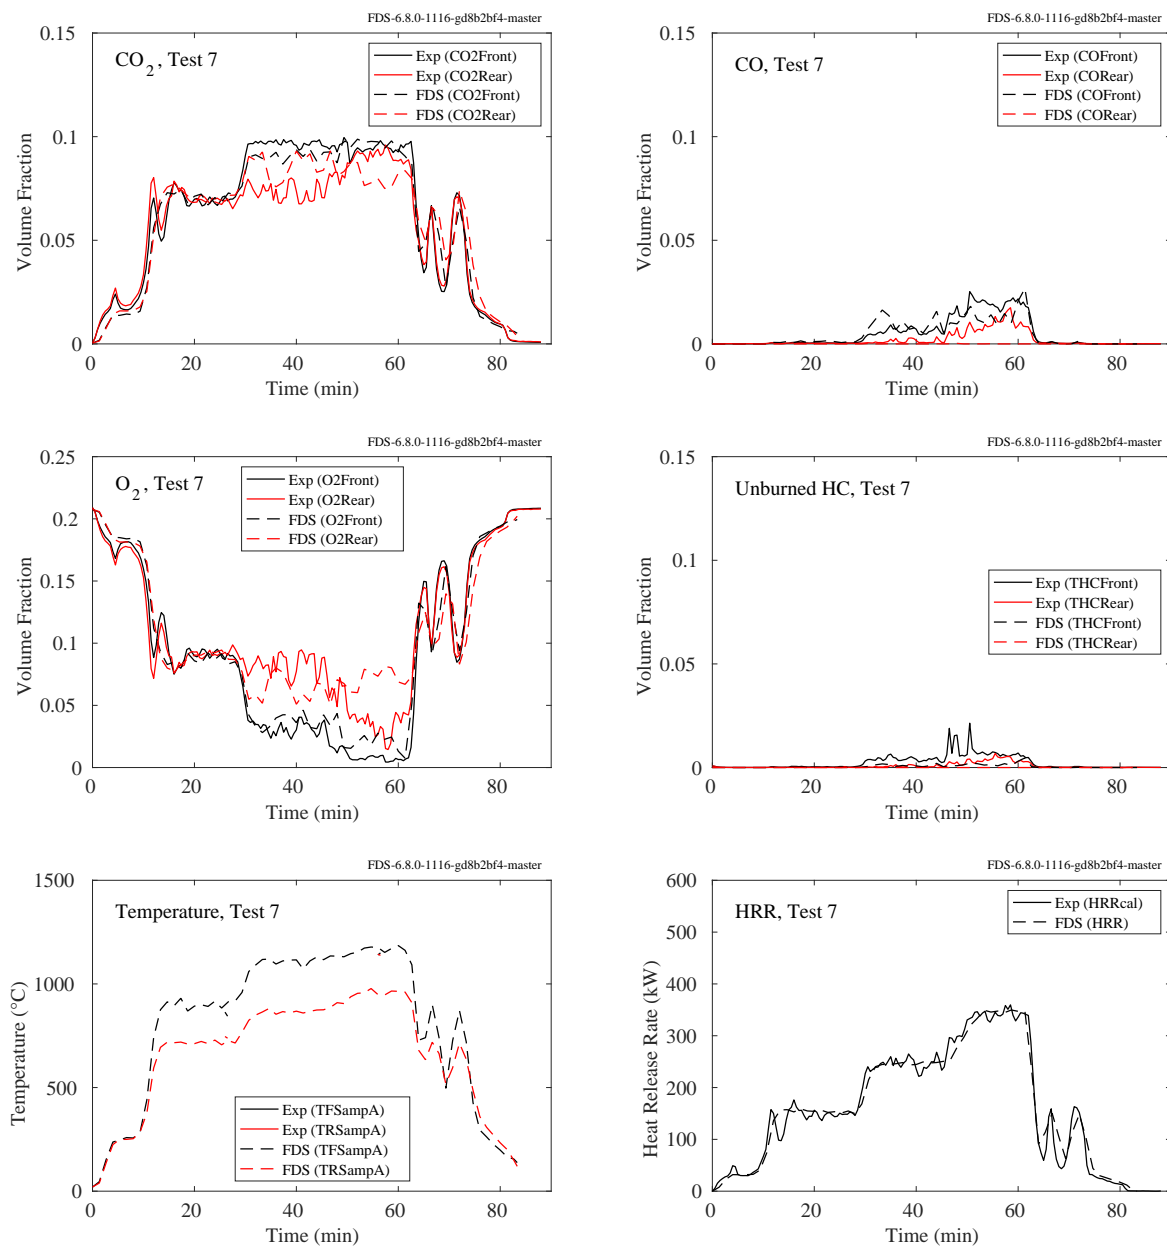 FDS-6.8.0-1116-gd8b2bf4-master
CO2, Test 7
Exp (CO2Front)
Exp (CO2Rear)
FDS (CO2Front)
FDS (CO2Rear)
0.15
0.1
0.05
0
Volume Fraction
0 20 40 60 80
Time (min)
FDS-6.8.0-1116-gd8b2bf4-master
CO, Test 7
Exp (COFront)
Exp (CORear)
FDS (COFront)
FDS (CORear)
0.15
0.1
0.05
0
Volume Fraction
0 20 40 60 80
Time (min)
FDS-6.8.0-1116-gd8b2bf4-master
O2, Test 7
Exp (O2Front)
Exp (O2Rear)
FDS (O2Front)
FDS (O2Rear)
0.25
0.2
0.15
0.1
0.05
0
Volume Fraction
0 20 40 60 80
Time (min)
FDS-6.8.0-1116-gd8b2bf4-master
Unburned HC, Test 7
Exp (THCFront)
Exp (THCRear)
FDS (THCFront)
FDS (THCRear)
0.15
0.1
0.05
0
Volume Fraction
0 20 40 60 80
Time (min)
FDS-6.8.0-1116-gd8b2bf4-master
Temperature, Test 7
Exp (TFSampA)
Exp (TRSampA)
FDS (TFSampA)
FDS (TRSampA)
1500
1000
500
0
Temperature (°C)
0 20 40 60 80
Time (min)
FDS-6.8.0-1116-gd8b2bf4-master
HRR, Test 7
Exp (HRRcal)
FDS (HRR)
600
500
400
300
200
100
0
Heat Release Rate (kW)
0 20 40 60 80
Time (min)